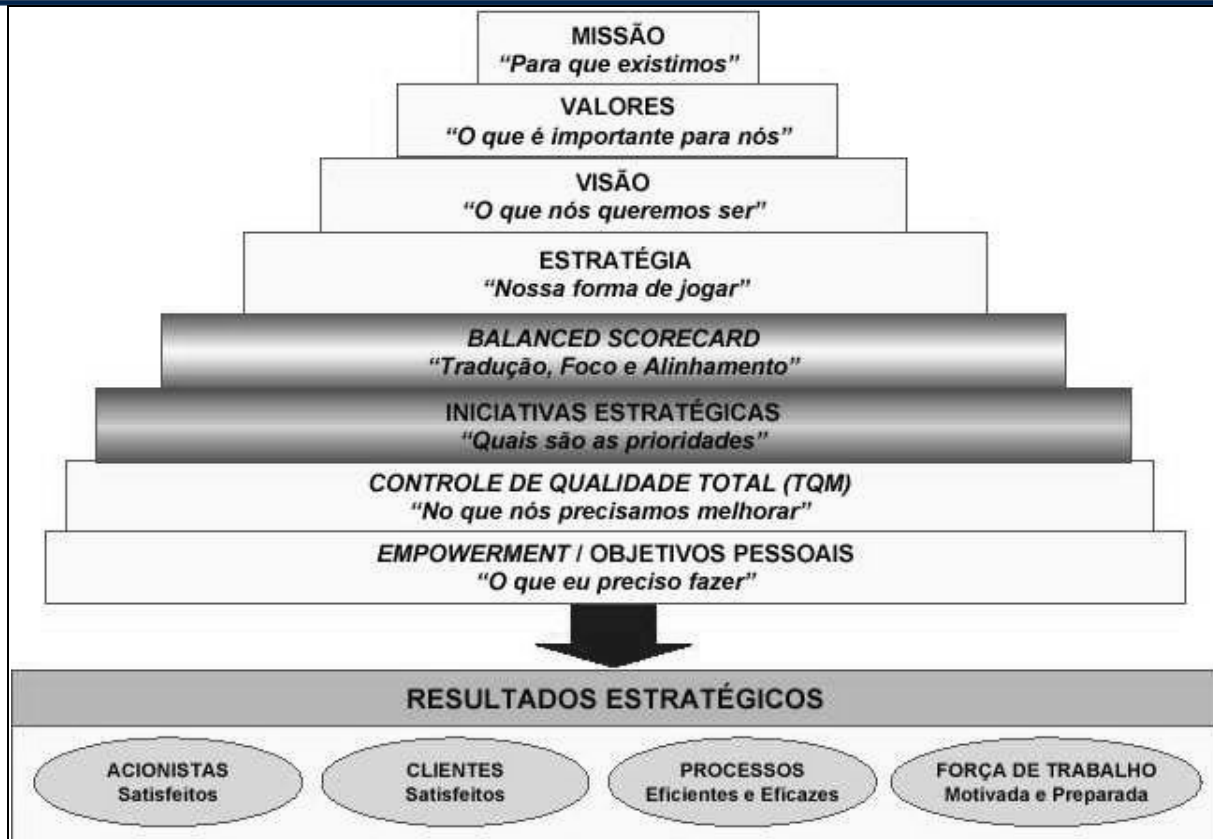 MISSÃO
“Para que existimos”
VALORES
“O que é importante para nós”
VISÃO
“O que nós queremos ser”
ESTRATÉGIA
“Nossa forma de jogar”
BALANCED SCORECARD
“Tradução, Foco e Alinhamento”
INICIATIVAS ESTRATÉGICAS
“Quais são as prioridades”
CONTROLE DE QUALIDADE TOTAL (TQM)
“No que nós precisamos melhorar”
EMPOWERMENT / OBJETIVOS PESSOAIS
“O que eu preciso fazer”
RESULTADOS ESTRATÉGICOS
ACIONISTAS
Satisfeitos
CLIENTES
Satisfeitos
PROCESSOS
Eficientes e Eficazes
FORÇA DE TRABALHO
Motivada e Preparada